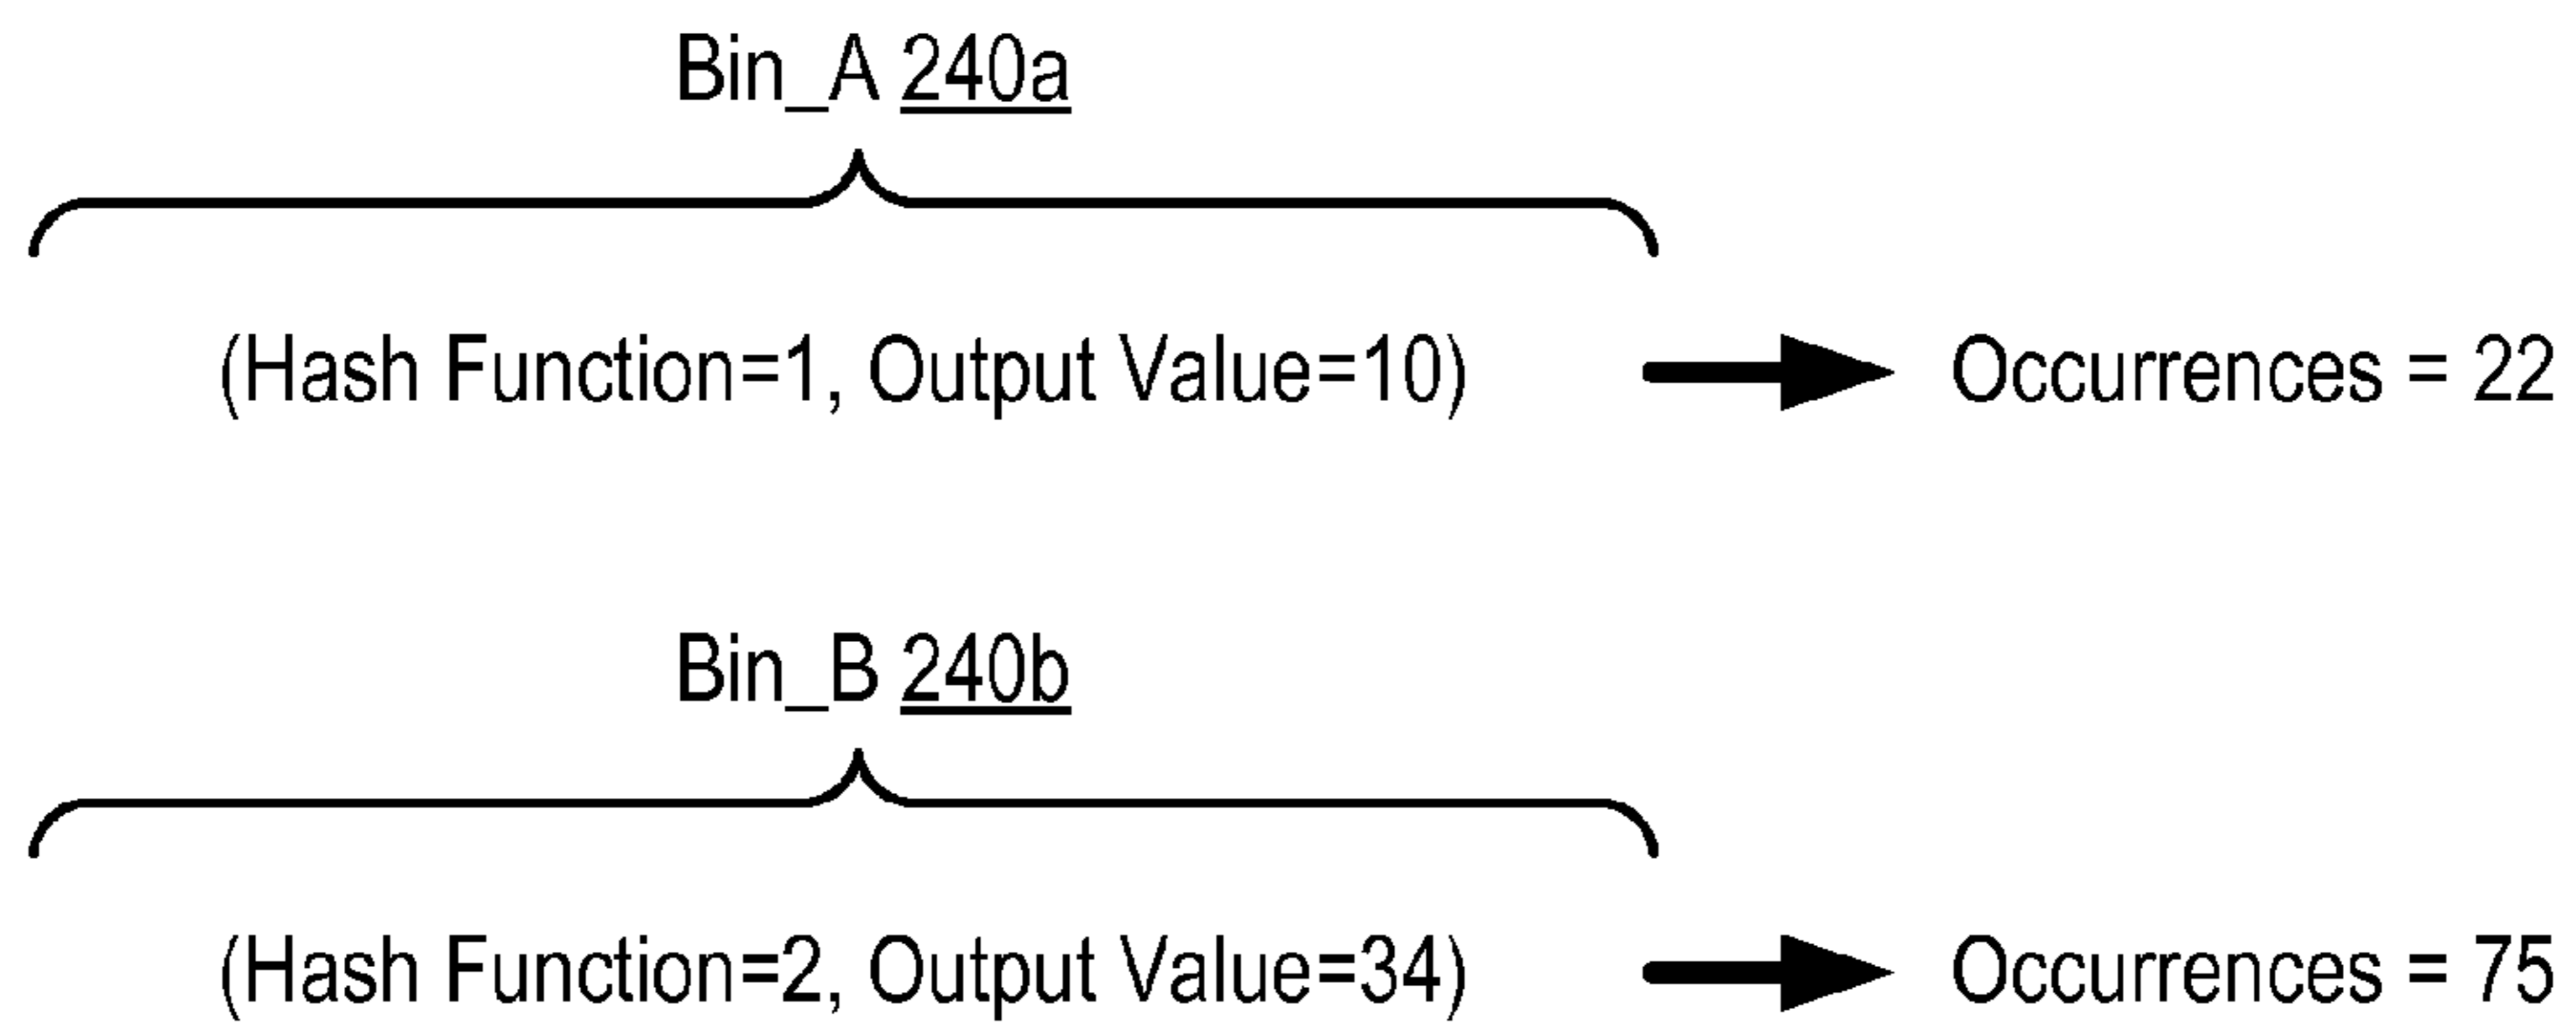 Bin_A 240a
(Hash Function=1, Output Value=10) Occurrences = 22
Bin_B 240b
(Hash Function=2, Output Value=34) Occurrences = 75